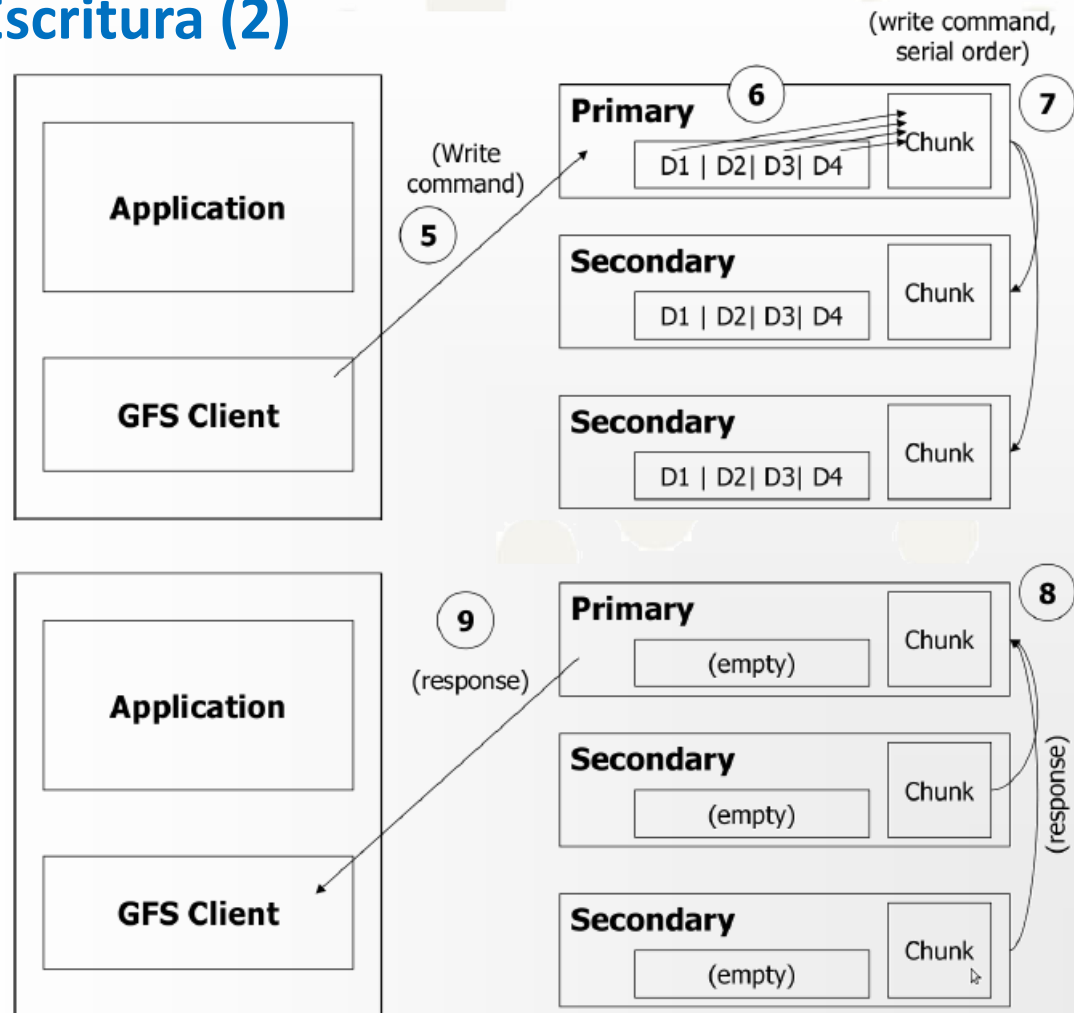 Escritura (2)
(write command,
serial order)
Primary
6
7
D1 | D2| D3| D4
Chunk
(Write
command)
5
Application
Secondary
D1 | D2| D3| D4
Chunk
GFS Client
Secondary
D1 | D2| D3| D4
Chunk
Primary
8
(empty)
Chunk
9
(response)
Application
Secondary
(empty)
Chunk
(response)
GFS Client
Secondary
(empty)
Chunk